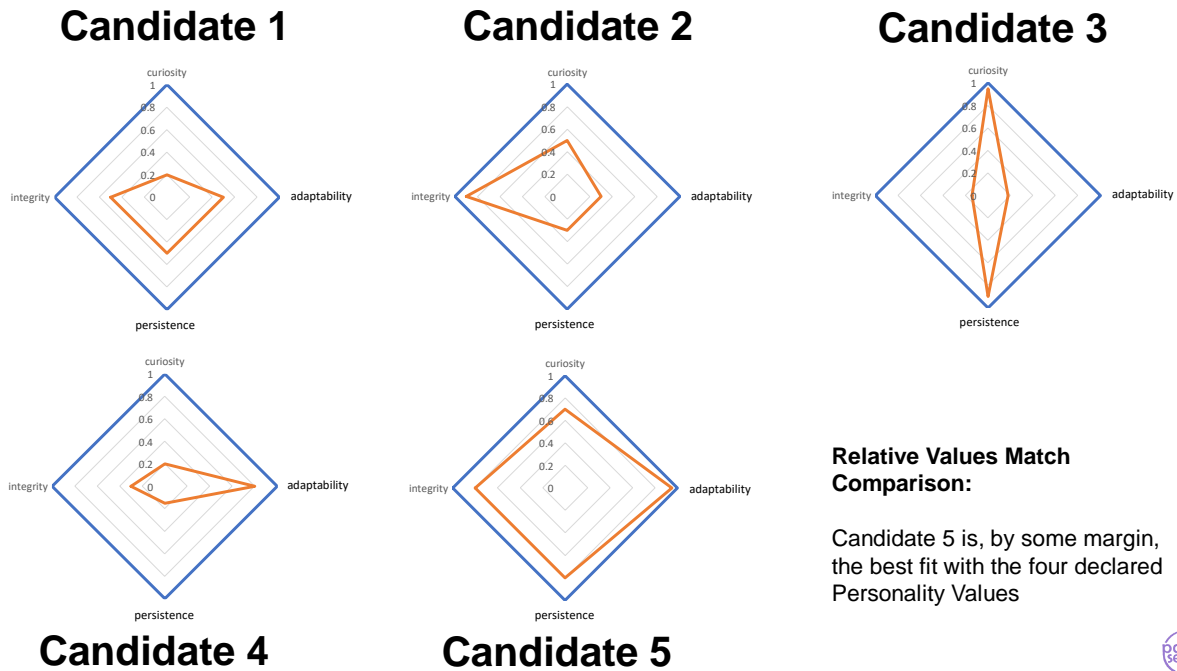 Candidate 1
Candidate 2
Candidate 3
curiosity
1
0.8
0.6
0.4
0.2
0
integrity
adaptability
persistence
curiosity
1
0.8
0.6
0.4
0.2
0
integrity
adaptability
persistence
curiosity
1
0.8
0.6
0.4
0.2
0
integrity
adaptability
persistence
curiosity
1
0.8
0.6
0.4
0.2
0
integrity
adaptability
persistence
Candidate 4
curiosity
1
0.8
0.6
0.4
0.2
0
integrity
adaptability
persistence
Candidate 5
Relative Values Match
Comparison:
Candidate 5 is, by some margin,
the best fit with the four declared
Personality Values